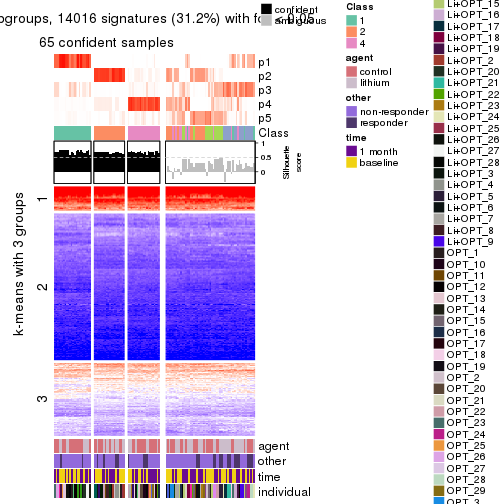 ogroups, 14016 signatures (31.2%) with
65 confident samples
p1
p2
p3
p4
p5
Class
1
0.5
0
Silhouette
score
k-means with 3 groups
1
2
3
agent
other
time
individual
confident
ambiguous
Class
1
2
4
agent
control
lithium
other
non-responder
responder
time
1 month
baseline
Li+OPT_15
Li+OPT_16
Li+OPT_17
Li+OPT_18
Li+OPT_19
Li+OPT_2
Li+OPT_20
Li+OPT_21
Li+OPT_22
Li+OPT_23
Li+OPT_24
Li+OPT_25
Li+OPT_26
Li+OPT_27
Li+OPT_28
Li+OPT_3
Li+OPT_4
Li+OPT_5
Li+OPT_6
Li+OPT_7
Li+OPT_8
Li+OPT_9
OPT_1
OPT_10
OPT_11
OPT_12
OPT_13
OPT_14
OPT_15
OPT_16
OPT_17
OPT_18
OPT_19
OPT_2
OPT_20
OPT_21
OPT_22
OPT_23
OPT_24
OPT_25
OPT_26
OPT_27
OPT_28
OPT_29
OPT_3